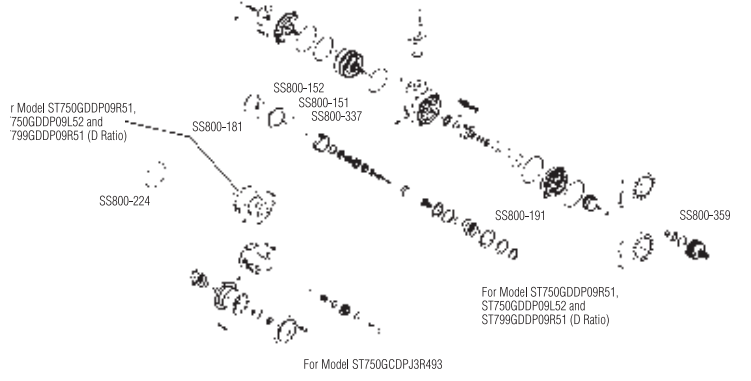 SS800-152
SS800-151
SS800-337
r Model ST750GDDP09R51,
'750GDDP09L52 and
'799GDDP09R51 (D Ratio)
SS800-181
SS800-224
SS800-191
SS800-359
For Model ST750GDDP09R51,
ST750GDDP09L52 and
ST799GDDP09R51 (D Ratio)
For Model ST750GCDPJ3R493